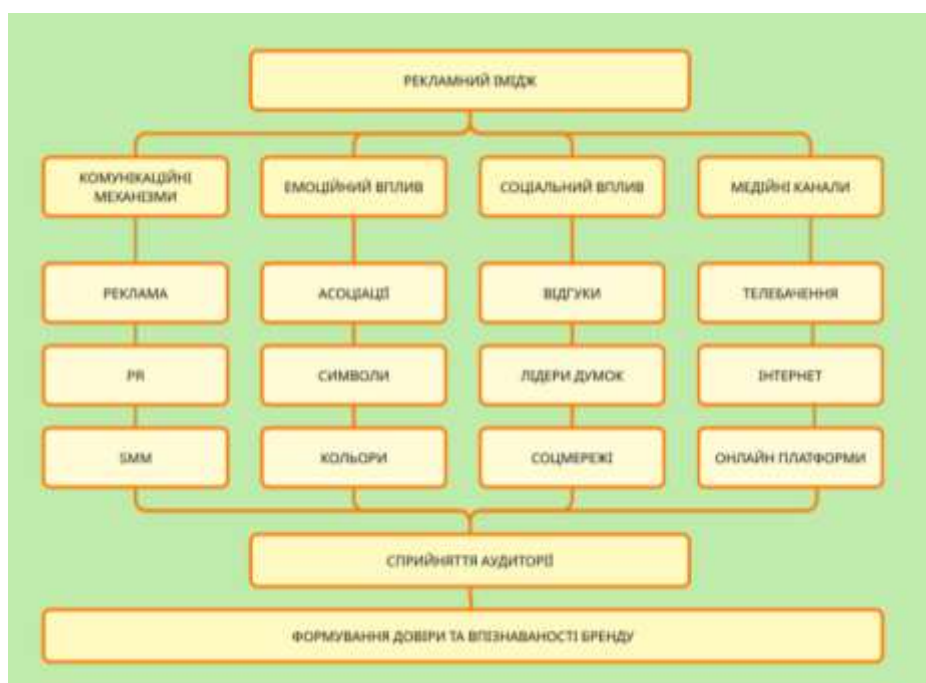 РЕКЛАМНИЙ ІМІДЖ
КОМУНІКАЦІЙНІ
МЕХАНІЗМИ
ЕМОЦІЙНИЙ ВПЛИВ
СОЦІАЛЬНИЙ ВПЛИВ
МЕДІЙНІ КАНАЛИ
РЕКЛАМА
АСОЦІАЦІЇ
ВІДГУКИ
ТЕЛЕБАЧЕННЯ
PR
СИМВОЛИ
ЛІДЕРИ ДУМОК
ІНТЕРНЕТ
SMM
КОЛЬОРИ
СОЦМЕРЕЖІ
ОНЛАЙН ПЛАТФОРМИ
СПРИЙНЯТТЯ АУДИТОРІЇ
ФОРМУВАННЯ ДОВІРИ ТА ВПІЗНАВАНОСТІ БРЕНДУ